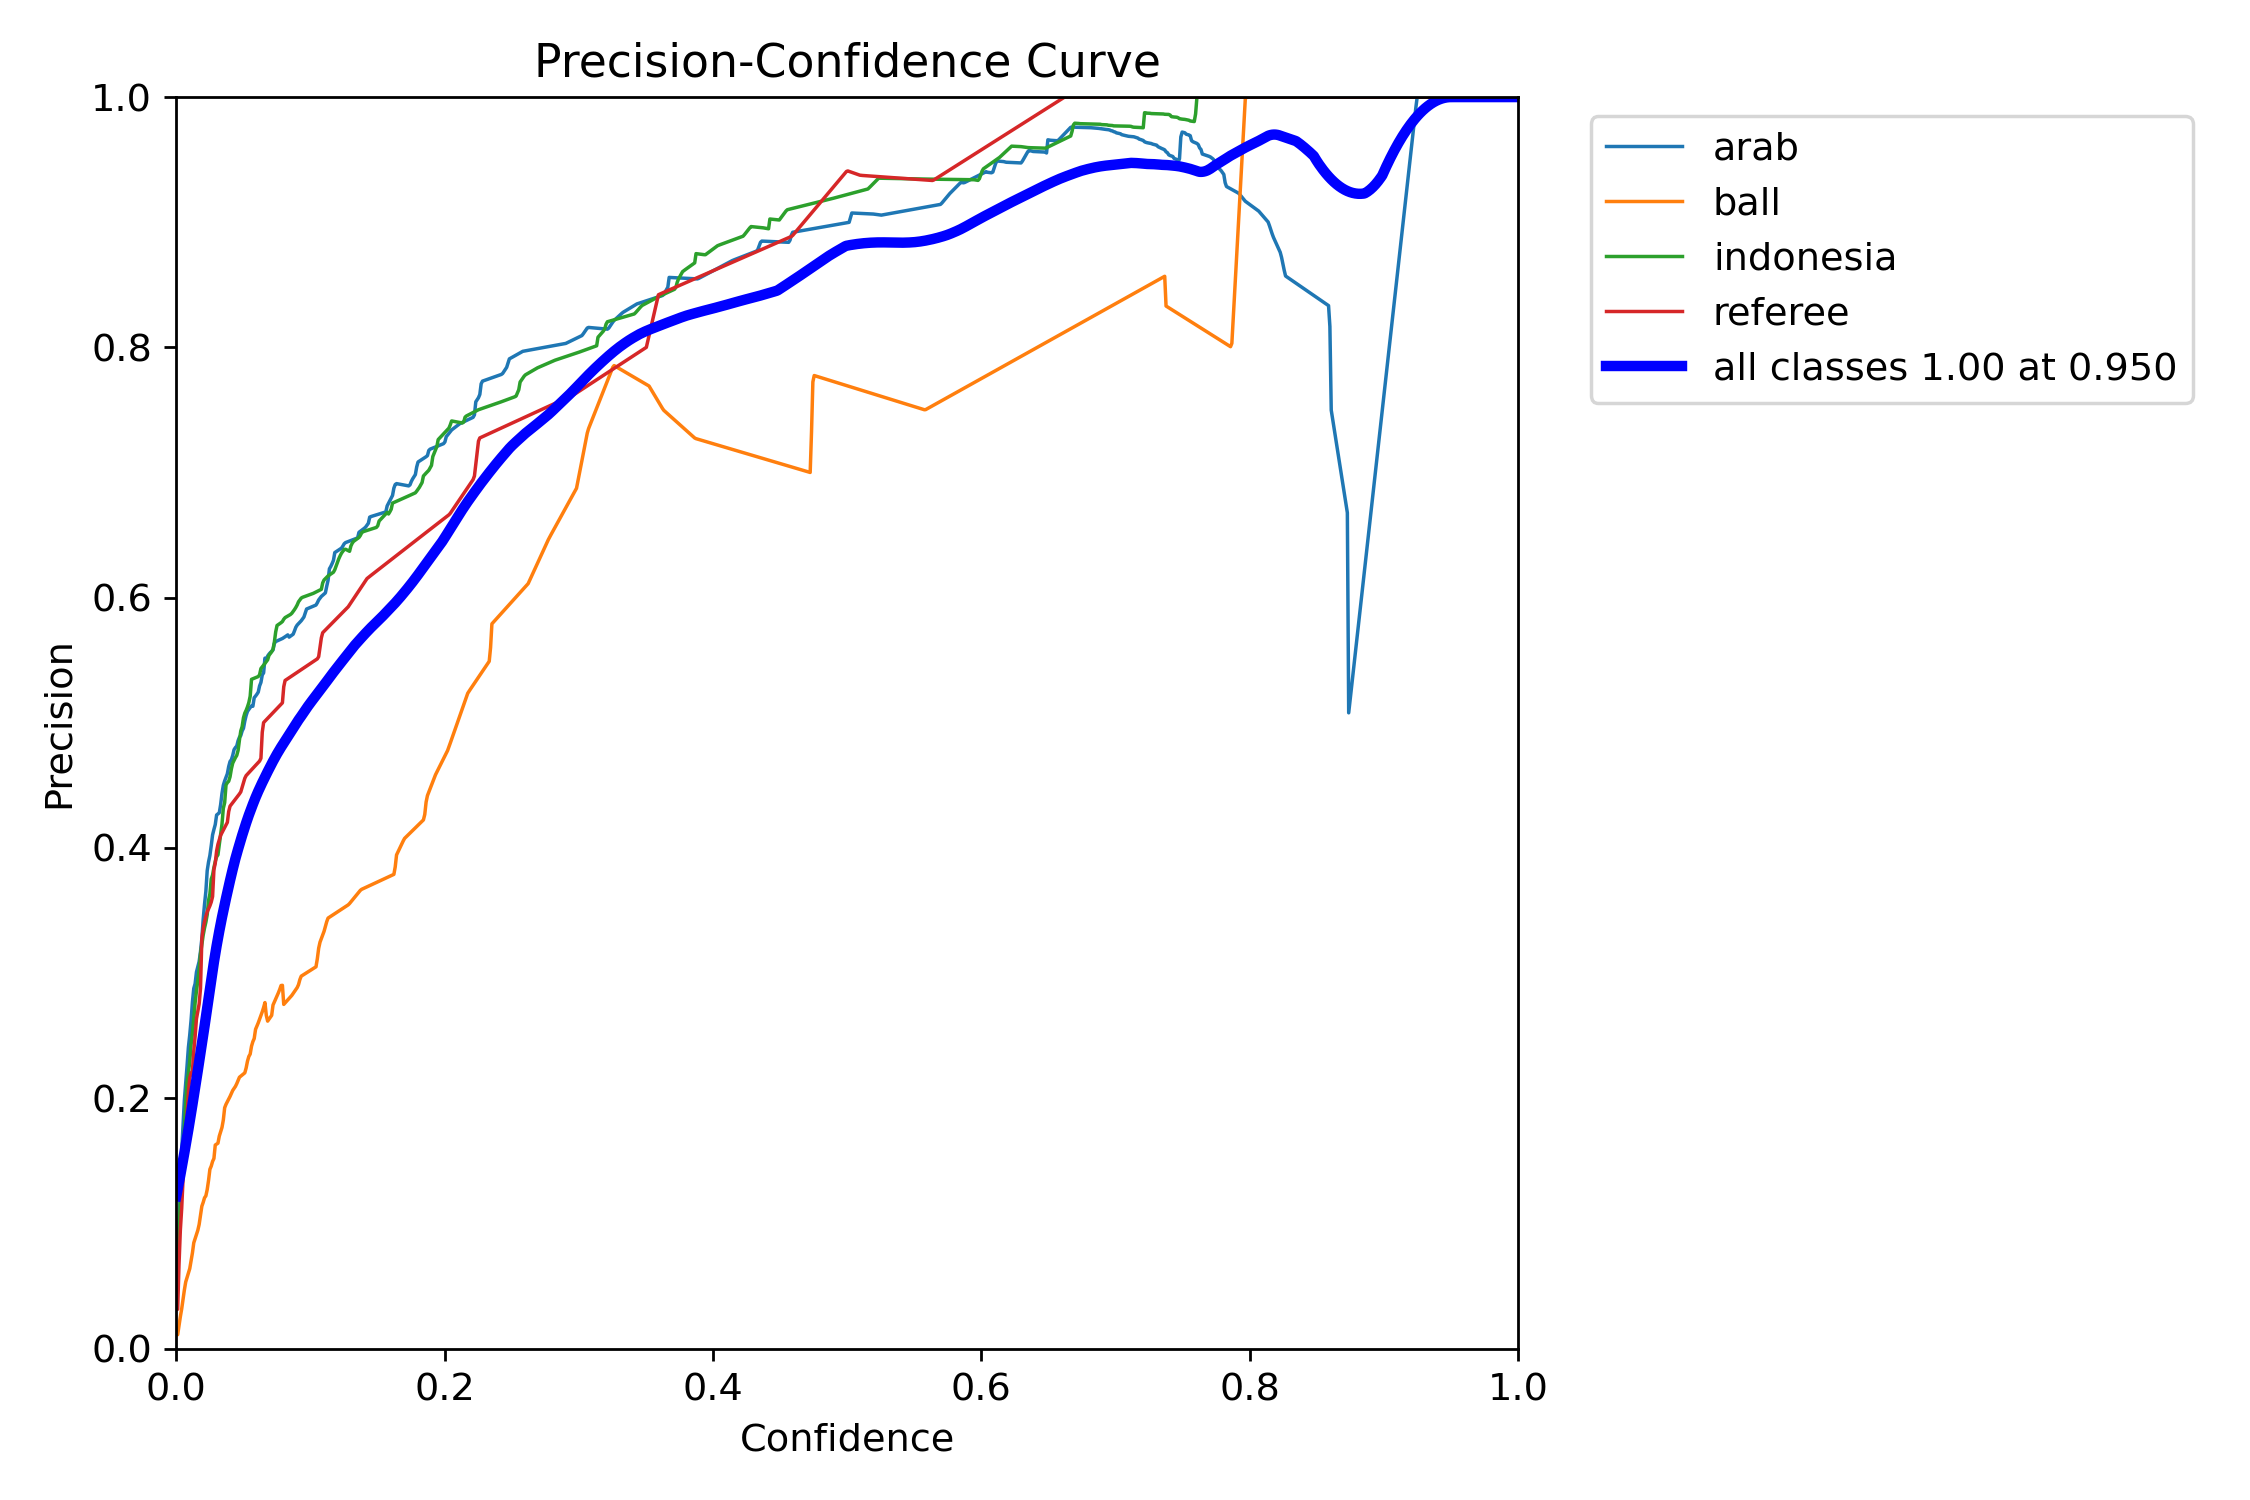 Precision-Confidence Curve
1.0
0.8
0.6
0.4
0.2
0.0
Precision
0.0 0.2 0.4 0.6 0.8 1.0
Confidence
arab
ball
indonesia
referee
all classes 1.00 at 0.950